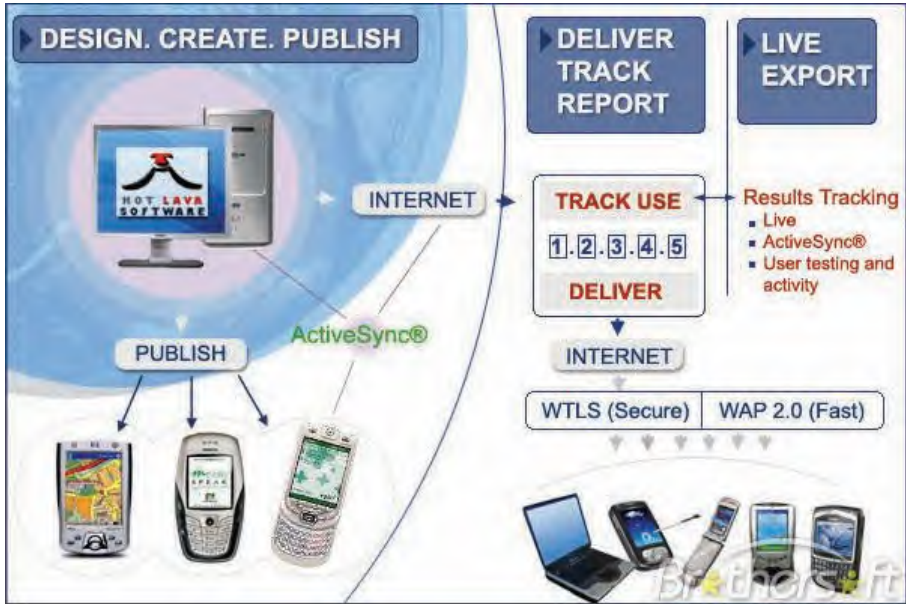 DESIGN. CREATE. PUBLISH
DELIVER
TRACK
REPORT
LIVE
EXPORT
HOT LAVA
SOFTWARE
INTERNET
TRACK USE
1.2.3.4.5
DELIVER
Results Tracking
Live
ActiveSync®
User testing and
activity
ActiveSync®
PUBLISH
INTERNET
WTLS (Secure)
WAP 2.0 (Fast)
SPEAK
Brothersoft